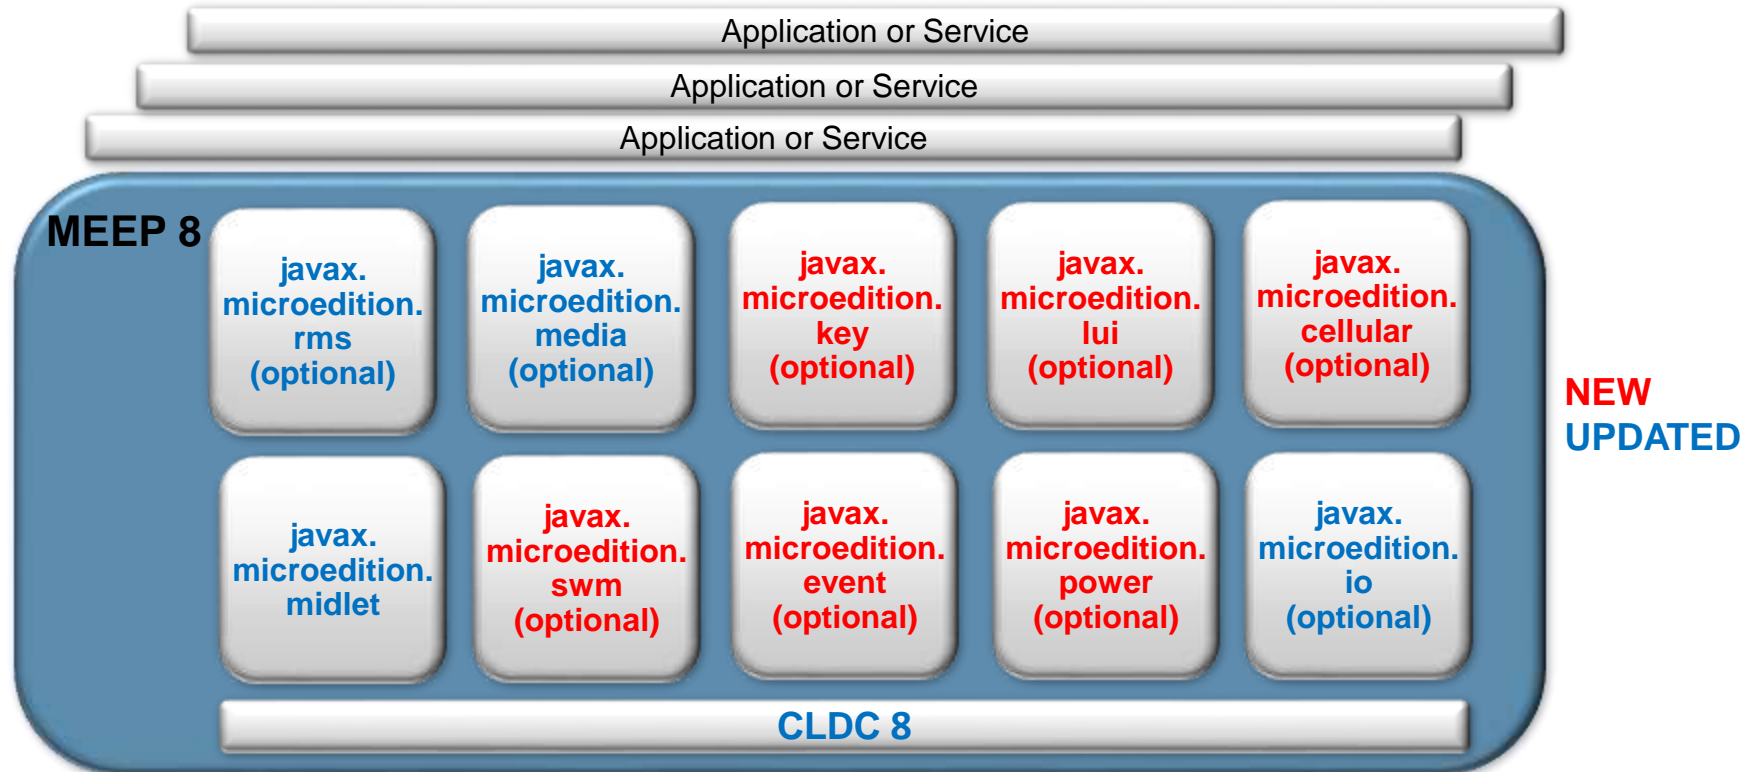 Application or Service
Application or Service
Application or Service
MEEP 8
javax.
microedition.
rms
(optional)
javax.
microedition.
media
(optional)
javax.
microedition.
key
(optional)
javax.
microedition.
lui
(optional)
javax.
microedition.
cellular
(optional)
NEW
UPDATED
javax.
microedition.
midlet
javax.
microedition.
swm
(optional)
javax.
microedition.
event
(optional)
javax.
microedition.
power
(optional)
javax.
microedition.
io
(optional)
CLDC 8